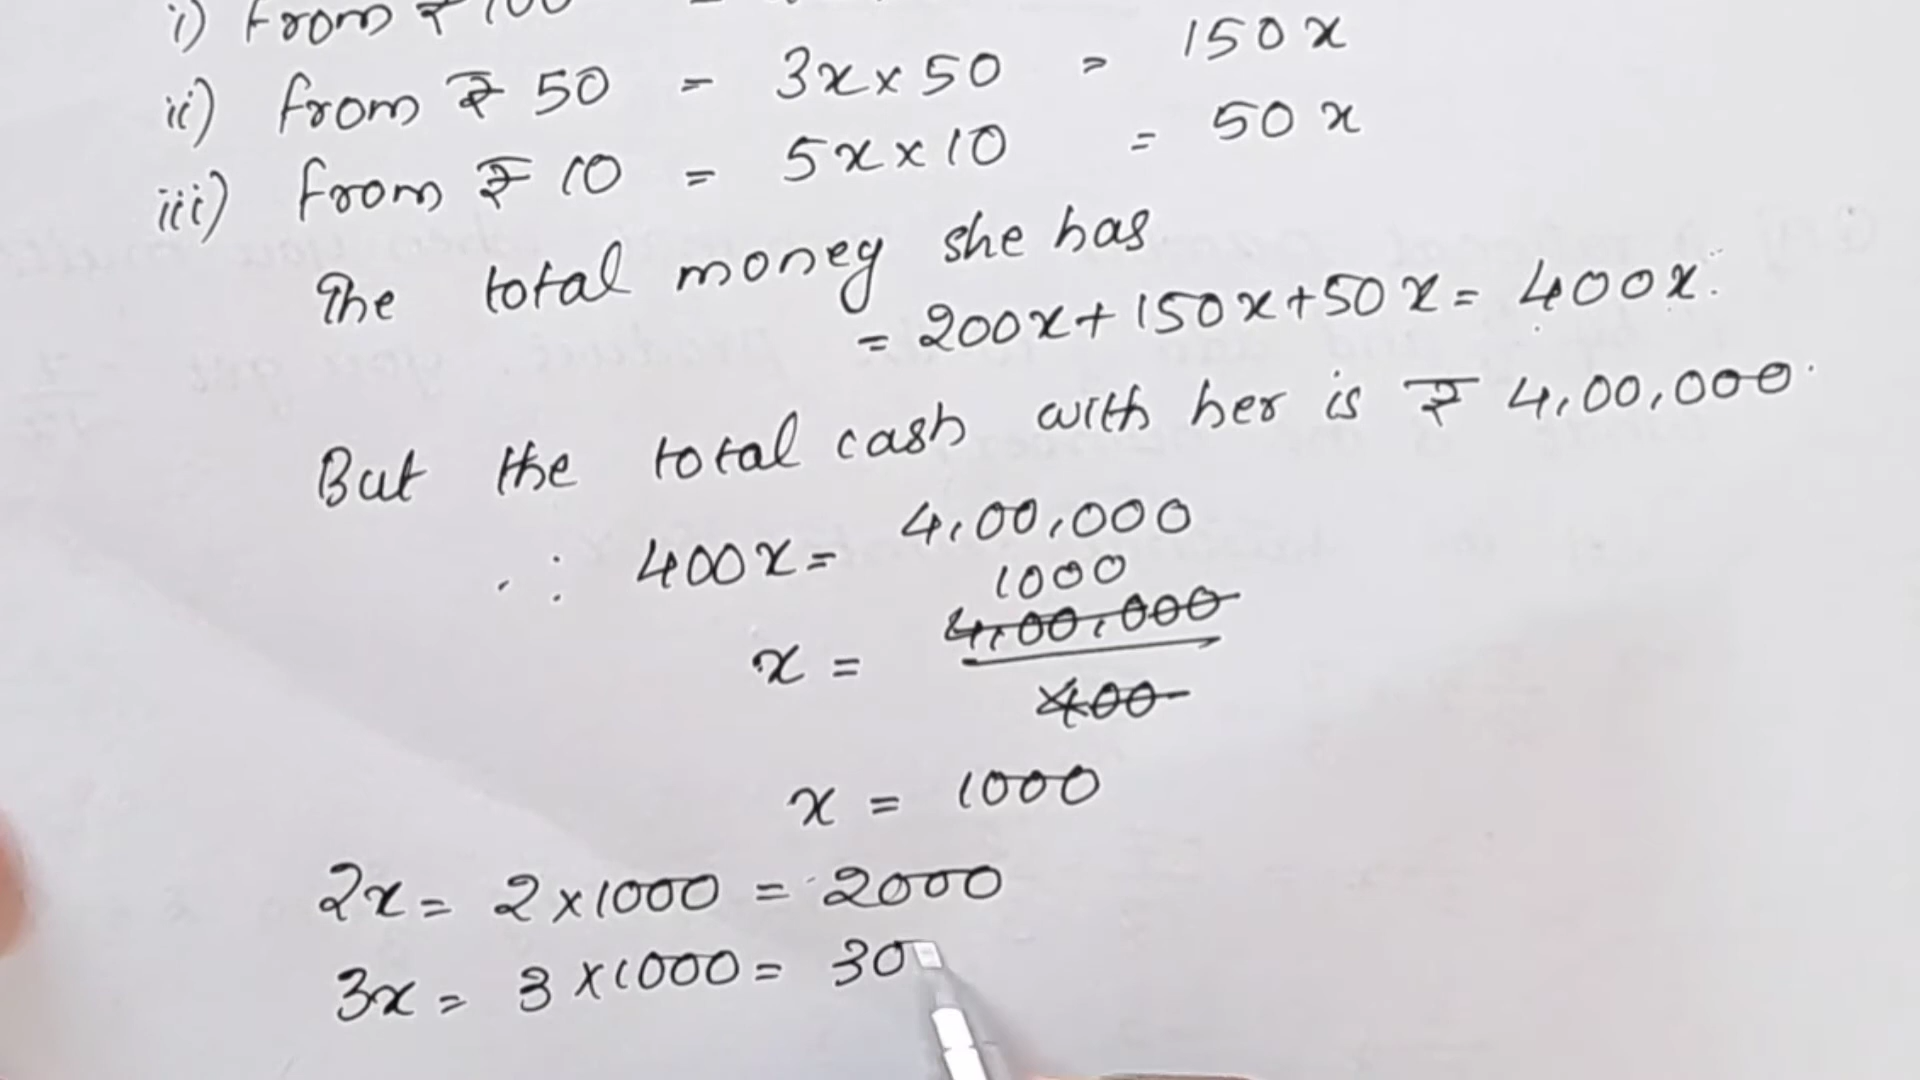 i) From ₹ 100 =
ii) From ₹ 50 = 3x × 50 = 150x
iii) From ₹ 10 = 5x × 10 = 50x
The total money she has
= 200x + 150x + 50x = 400x.
But the total cash with her is ₹ 4,00,000.
∴ 400x = 4,00,000
1000
x = 4,00,000 / 400
x = 1000
2x = 2 × 1000 = 2000
3x = 3 × 1000 = 30